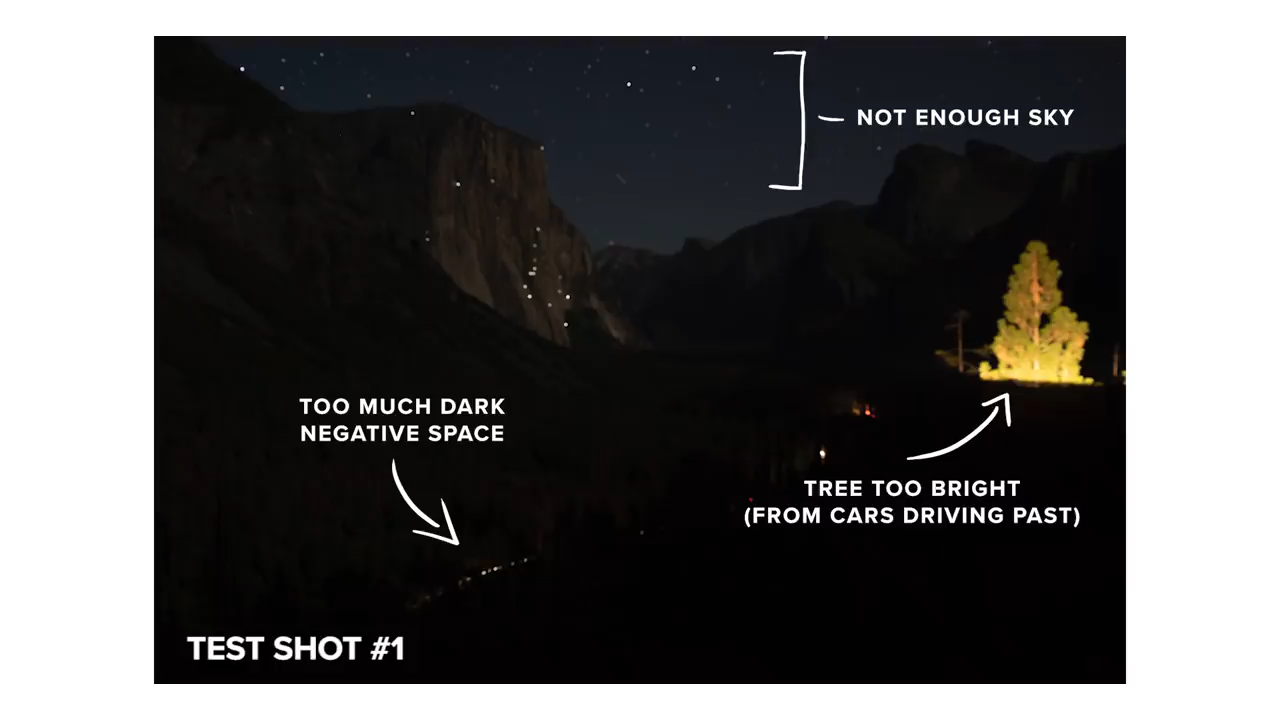 NOT ENOUGH SKY
TOO MUCH DARK
NEGATIVE SPACE
TREE TOO BRIGHT
(FROM CARS DRIVING PAST)
TEST SHOT #1